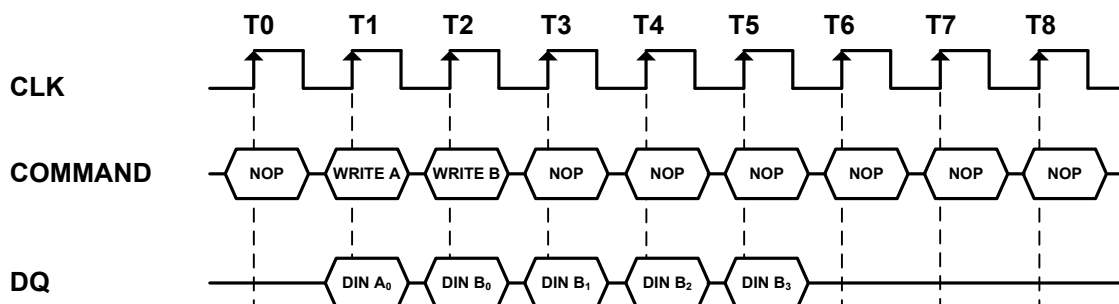 T0 T1 T2 T3 T4 T5 T6 T7 T8
CLK
COMMAND NOP WRITE A WRITE B NOP NOP NOP NOP NOP NOP
DQ DIN A₀ DIN B₀ DIN B₁ DIN B₂ DIN B₃